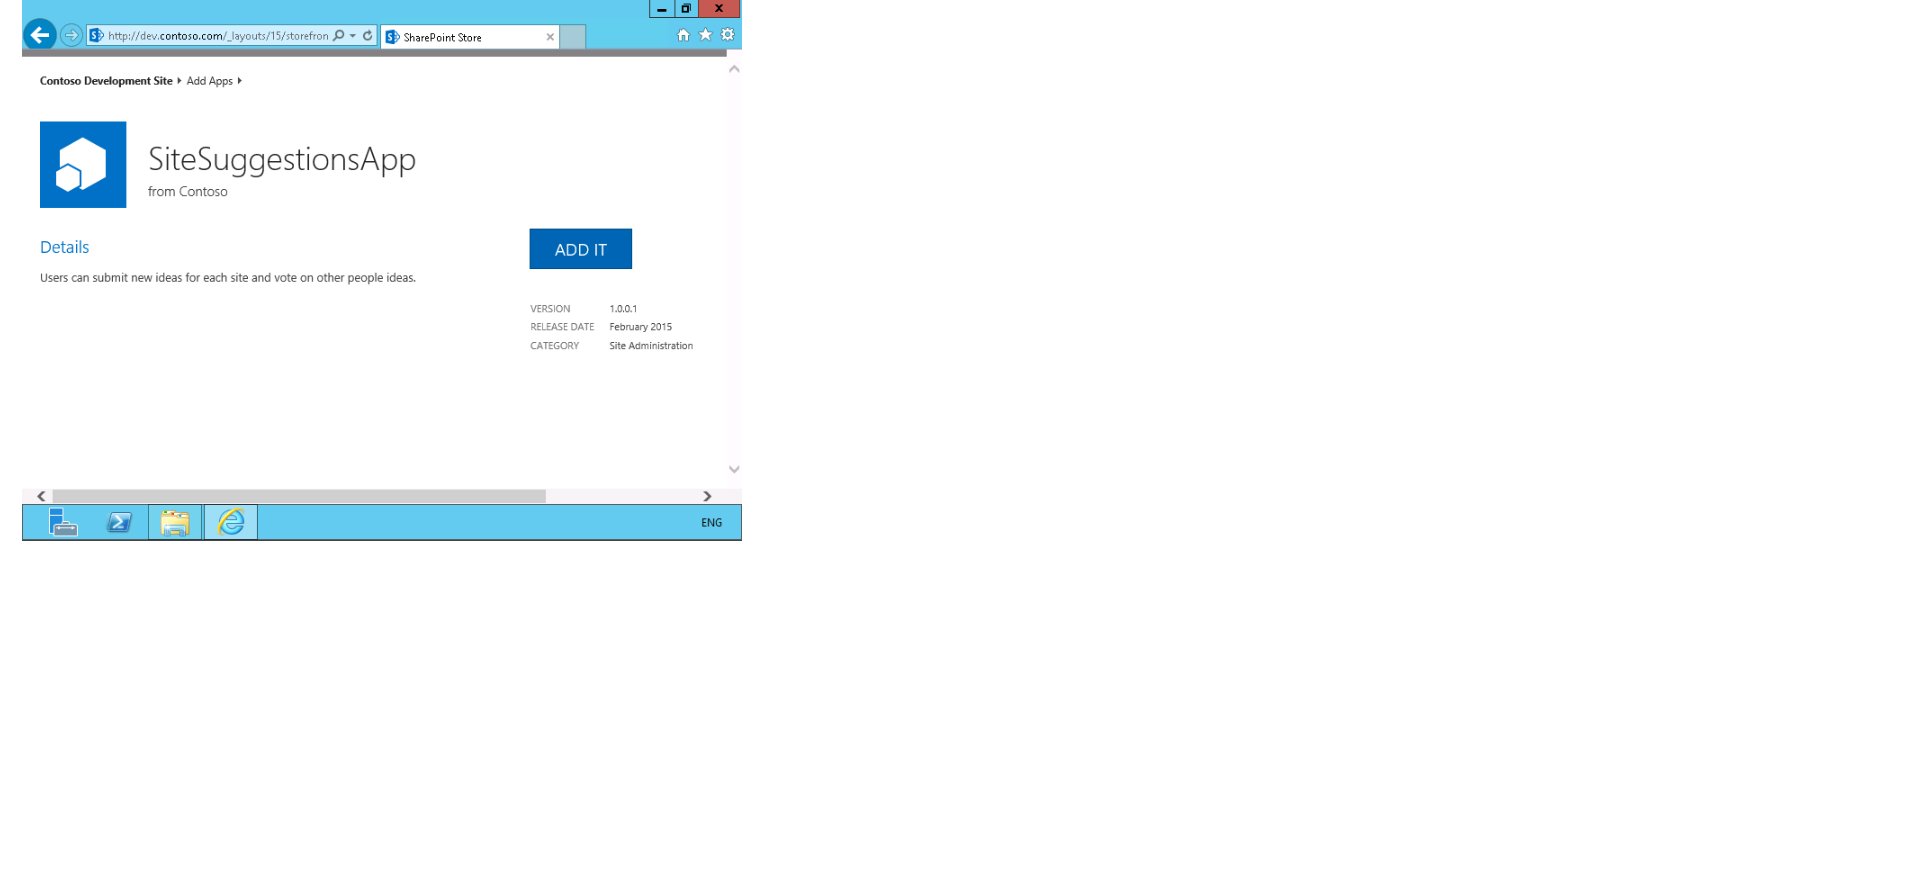 http://dev.contoso.com/_layouts/15/storefron
SharePoint Store
Contoso Development Site Add Apps
SiteSuggestionsApp
from Contoso
Details
Users can submit new ideas for each site and vote on other people ideas.
ADD IT
VERSION 1.0.0.1
RELEASE DATE February 2015
CATEGORY Site Administration
ENG